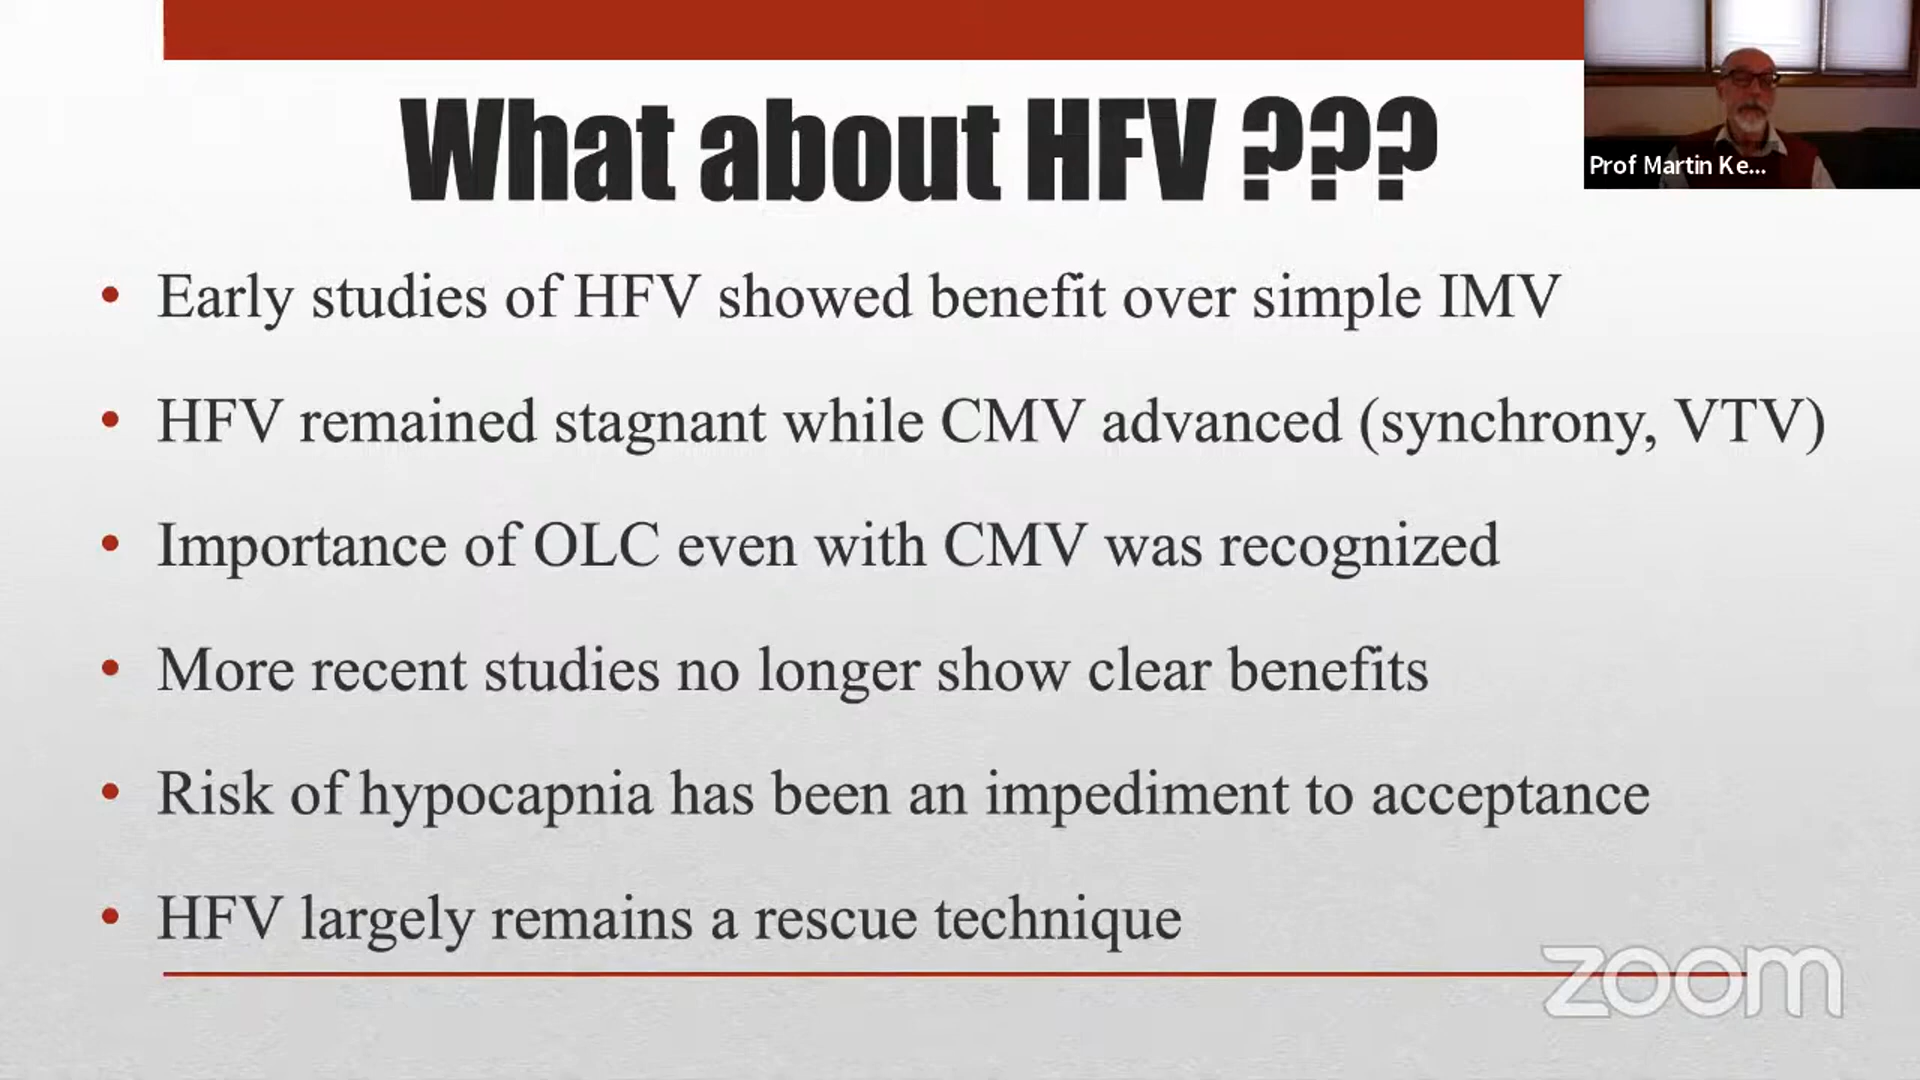 What about HFV ???
Prof Martin Ke...
• Early studies of HFV showed benefit over simple IMV
• HFV remained stagnant while CMV advanced (synchrony, VTV)
• Importance of OLC even with CMV was recognized
• More recent studies no longer show clear benefits
• Risk of hypocapnia has been an impediment to acceptance
• HFV largely remains a rescue technique
zoom